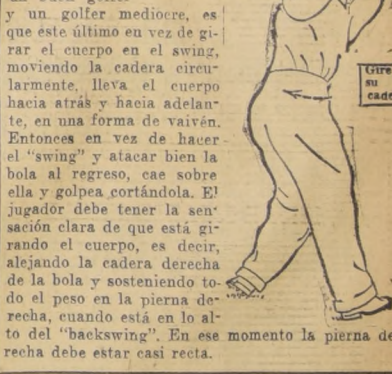 y un golfer mediocre, es
que éste último en vez de gi-
rar el cuerpo en el swing,
moviendo la cadera circu-
larmente, lleva el cuerpo
hacia atrás y hacia adelan-
te, en una forma de vaivén.
Entonces en vez de hacer
el "swing" y atacar bien la
bola al regreso, cae sobre
ella y golpea cortándola. El
jugador debe tener la sen-
sación clara de que está gi-
rando el cuerpo, es decir,
alejando la cadera derecha
de la bola y sosteniendo to-
do el peso en la pierna de-
recha, cuando está en lo al-
to del "backswing". En ese momento la pierna de
recha debe estar casi recta.
Gire
su
cade